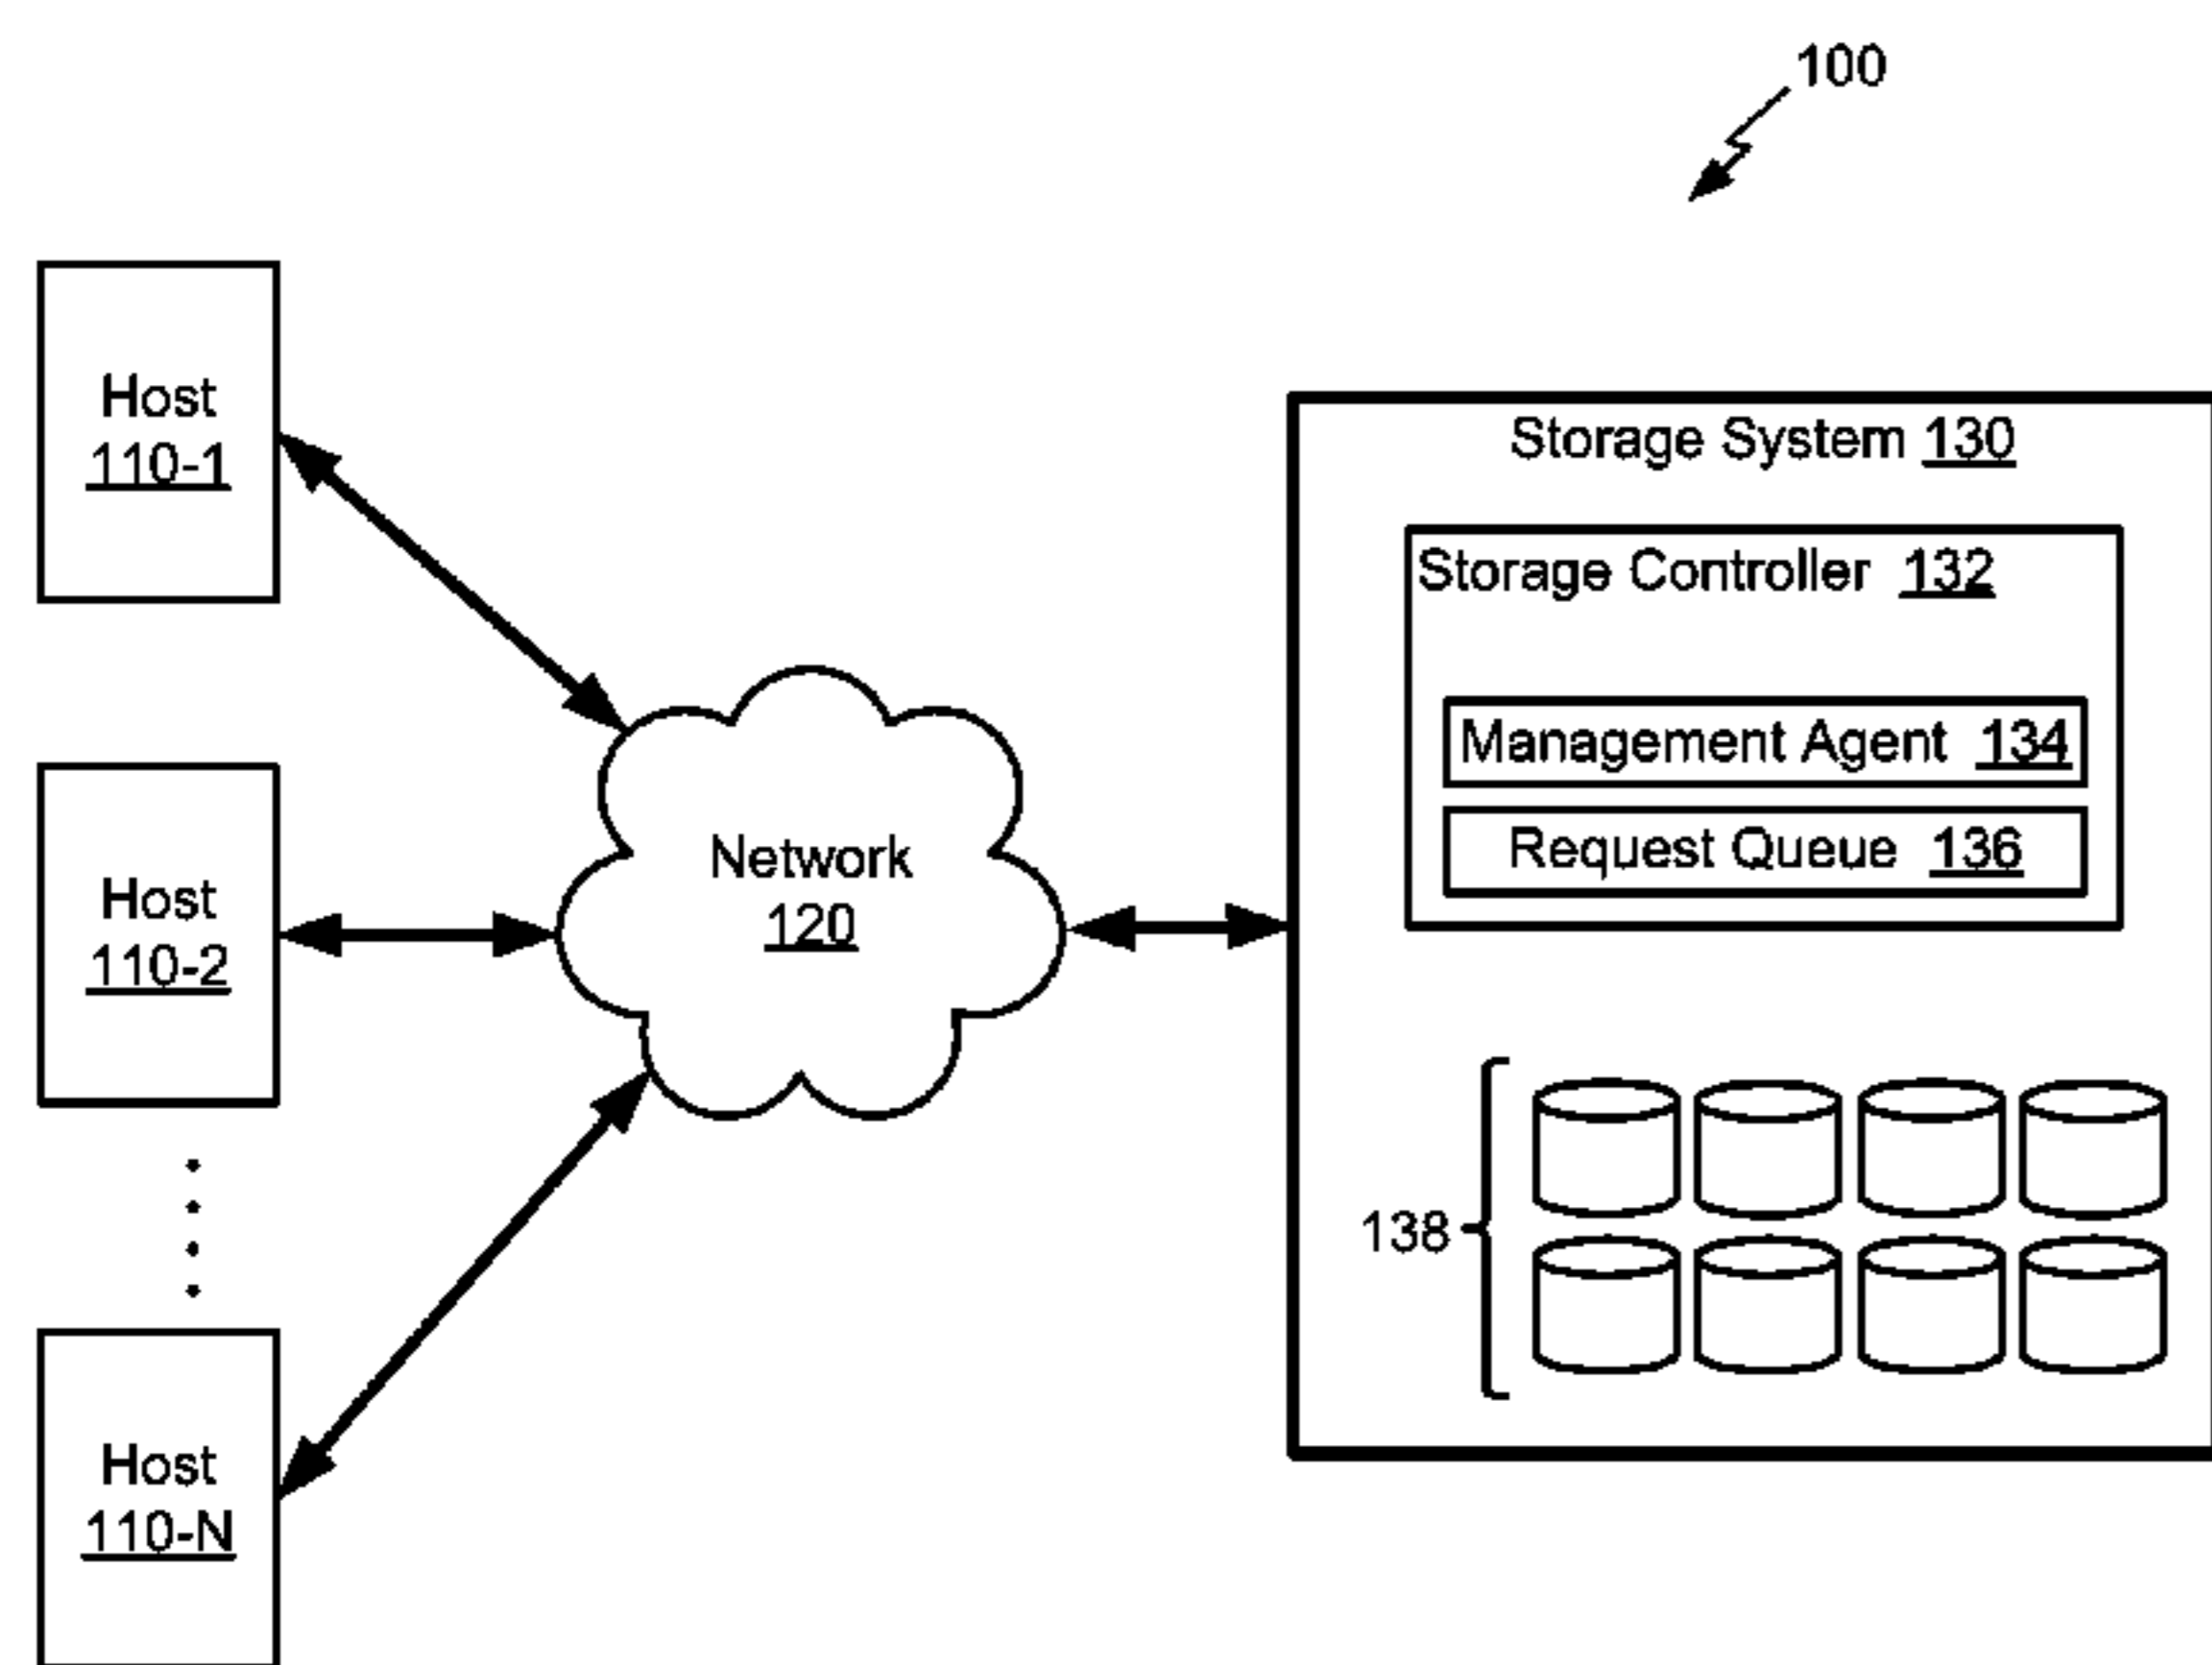 100
Host
110-1
Storage System 130
Storage Controller 132
Management Agent 134
Request Queue 136
Network
120
Host
110-2
138
Host
110-N